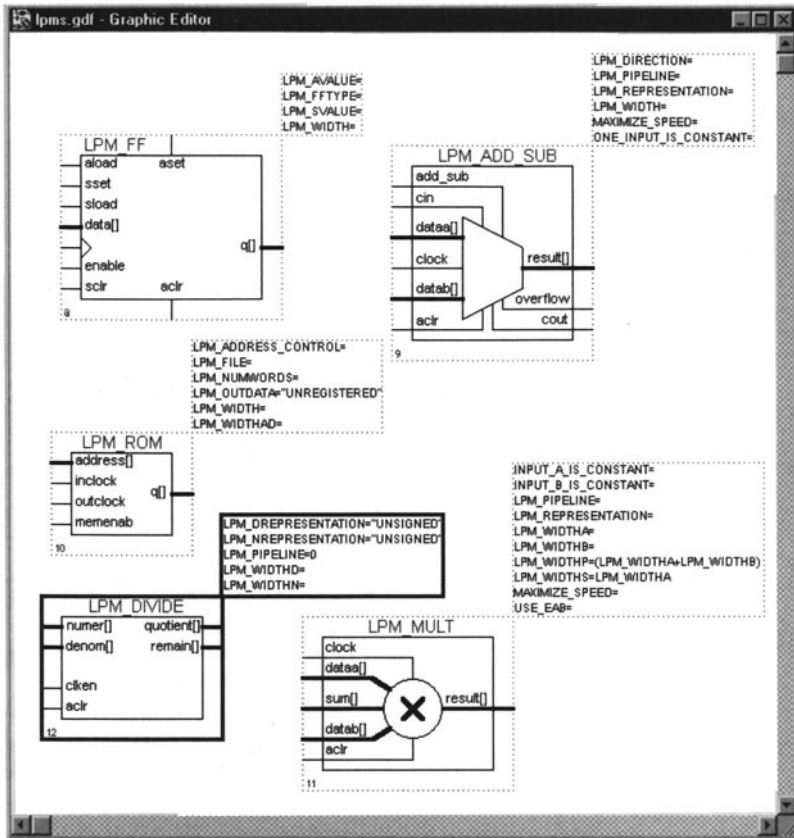 lpms.gdf - Graphic Editor
LPM_AVALUE=
LPM_FFTYPE=
LPM_SVALUE=
LPM_WIDTH=
LPM_FF
aload aset
sset
sload
data[]
q[]
enable
sclr aclr
8
LPM_DIRECTION=
LPM_PIPELINE=
LPM_REPRESENTATION=
LPM_WIDTH=
MAXIMIZE_SPEED=
ONE_INPUT_IS_CONSTANT=
LPM_ADD_SUB
add_sub
cin
dataa[]
clock result[]
datab[]
overflow
aclr cout
9
LPM_ADDRESS_CONTROL=
LPM_FILE=
LPM_NUMWORDS=
LPM_OUTDATA="UNREGISTERED"
LPM_WIDTH=
LPM_WIDTHAD=
LPM_ROM
address[]
inclock
q[]
outclock
memenab
10
LPM_DREPRESENTATION="UNSIGNED"
LPM_NREPRESENTATION="UNSIGNED"
LPM_PIPELINE=0
LPM_WIDTHD=
LPM_WIDTHN=
LPM_DIVIDE
numer[] quotient[]
denom[] remain[]
clken
aclr
12
INPUT_A_IS_CONSTANT=
INPUT_B_IS_CONSTANT=
LPM_PIPELINE=
LPM_REPRESENTATION=
LPM_WIDTHA=
LPM_WIDTHB=
LPM_WIDTHP=(LPM_WIDTHA+LPM_WIDTHB)
LPM_WIDTHS=LPM_WIDTHA
MAXIMIZE_SPEED=
USE_EAB=
LPM_MULT
clock
dataa[]
sum[] result[]
datab[]
aclr
11